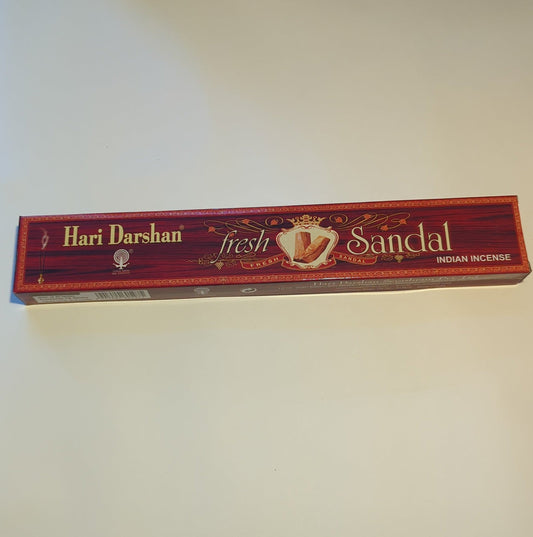 Hari Darshan®
fresh Sandal
FRESH SANDAL
INDIAN INCENSE